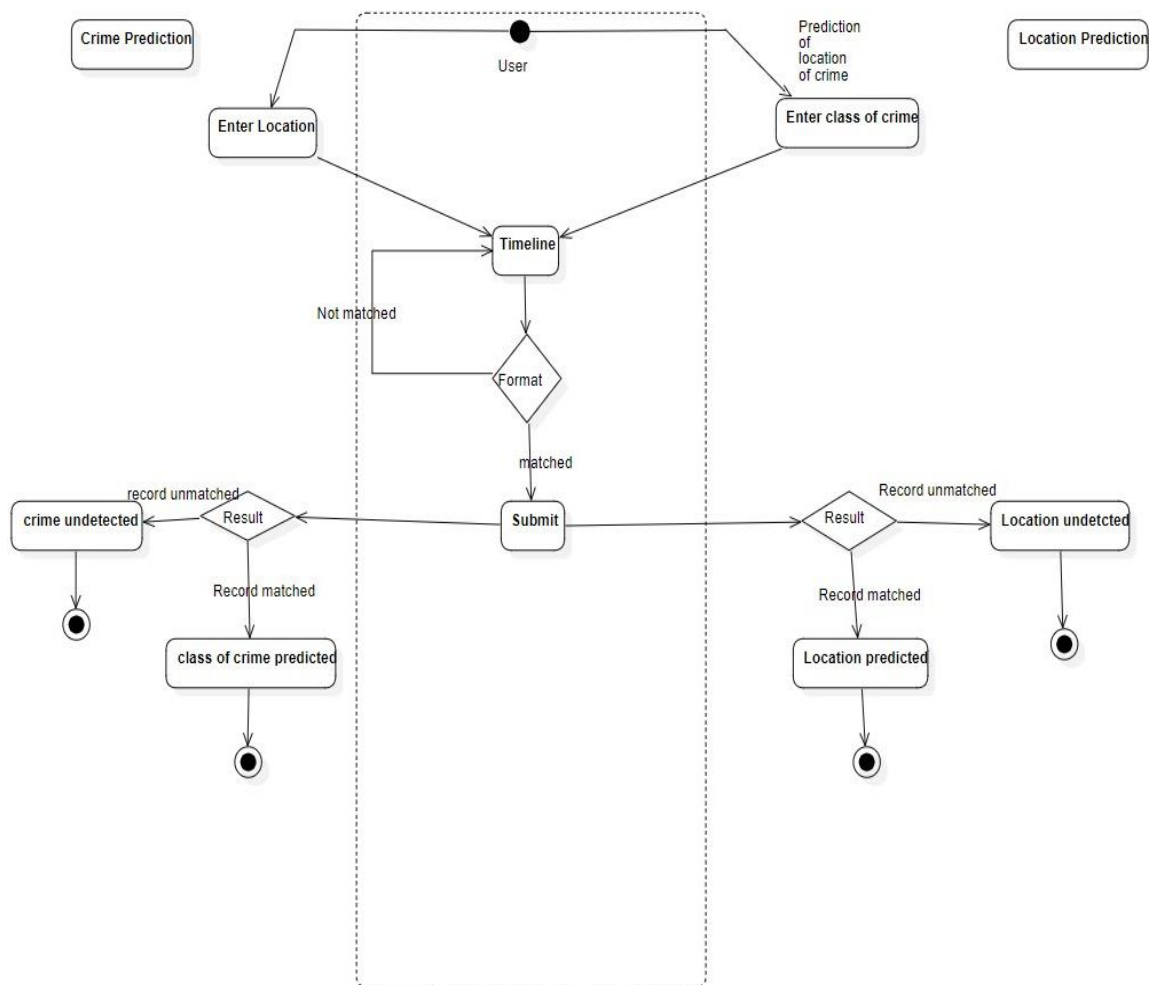 Crime Prediction
User
Prediction
of
location
of crime
Location Prediction
Enter Location
Enter class of crime
Timeline
Not matched
Format
matched
record unmatched
crime undetected
Result
Submit
Result
Record unmatched
Location undetcted
Record matched
Record matched
class of crime predicted
Location predicted